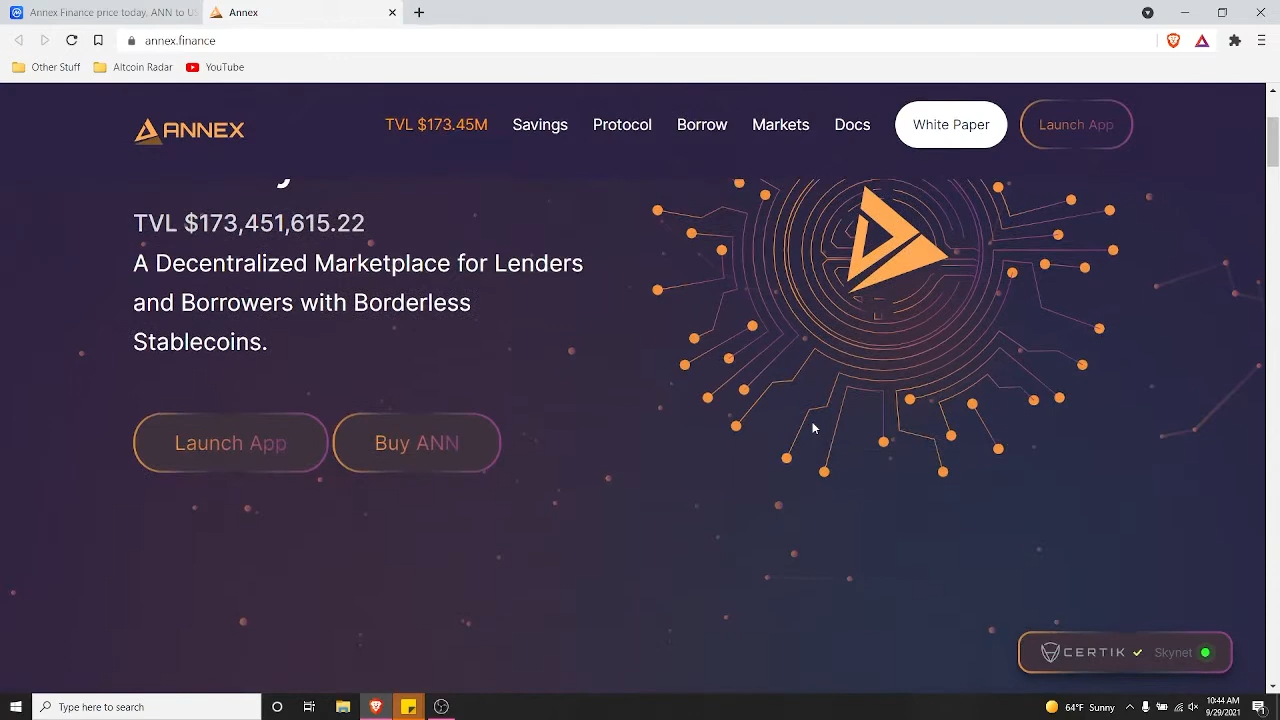 Annex Finance price today, ANN to US
Annex
annex.finance
Other Stuff
Altcoin Radar
YouTube
ANNEX
TVL $173.45M
Savings
Protocol
Borrow
Markets
Docs
White Paper
Launch App
TVL $173,451,615.22
A Decentralized Marketplace for Lenders
and Borrowers with Borderless
Stablecoins.
Launch App
Buy ANN
CERTIK
Skynet
Type here to search
64°F Sunny
10:44 AM
9/29/2021